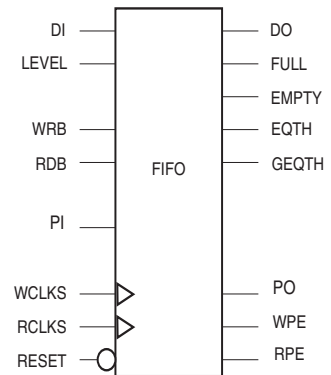 DI DO
LEVEL FULL
EMPTY
WRB EQTH
RDB GEQTH
FIFO
PI
WCLKS PO
RCLKS WPE
RESET RPE